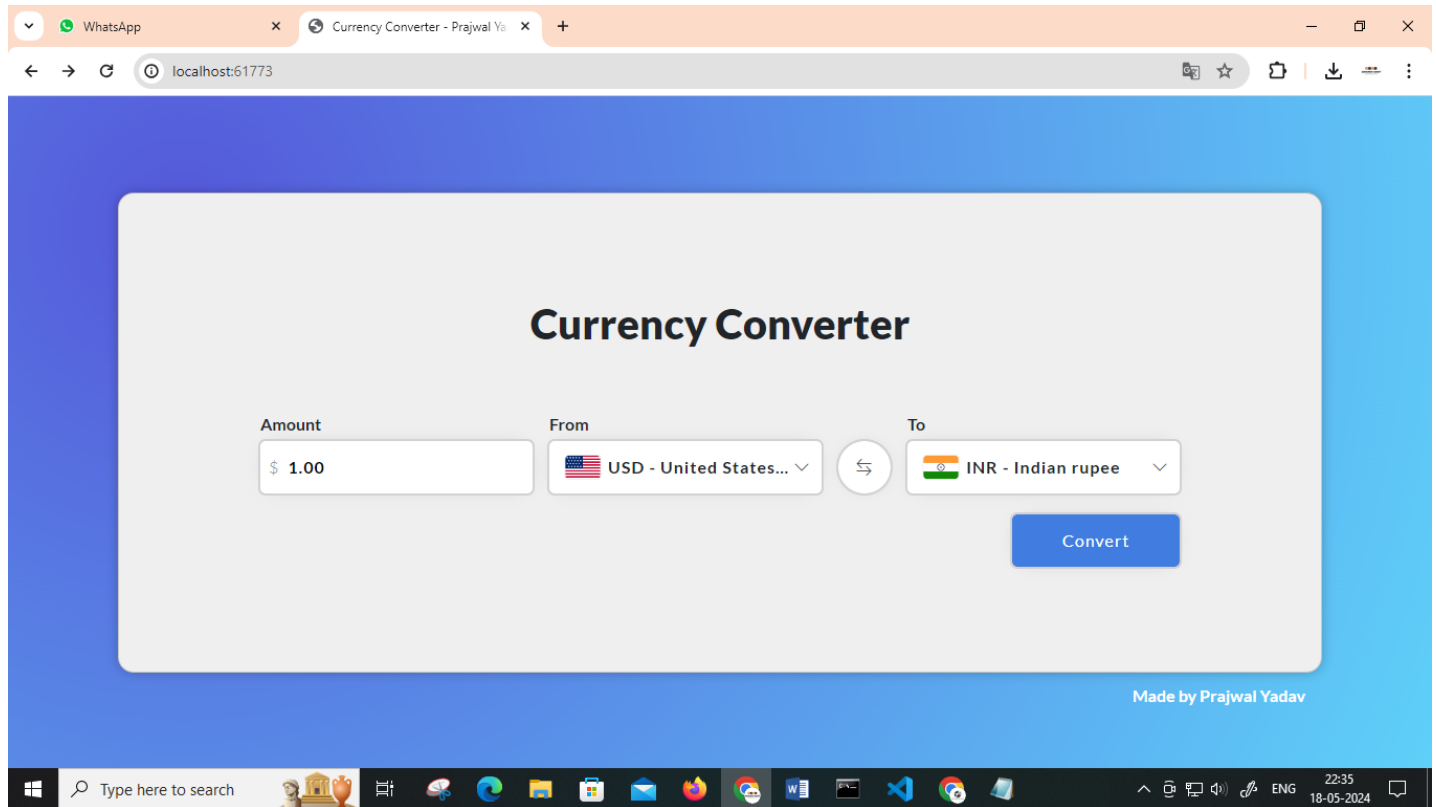 WhatsApp
Currency Converter - Prajwal Ya
localhost:61773
Currency Converter
Amount From To
$ 1.00 USD - United States... INR - Indian rupee
Convert
Made by Prajwal Yadav
Type here to search ENG 22:35
18-05-2024